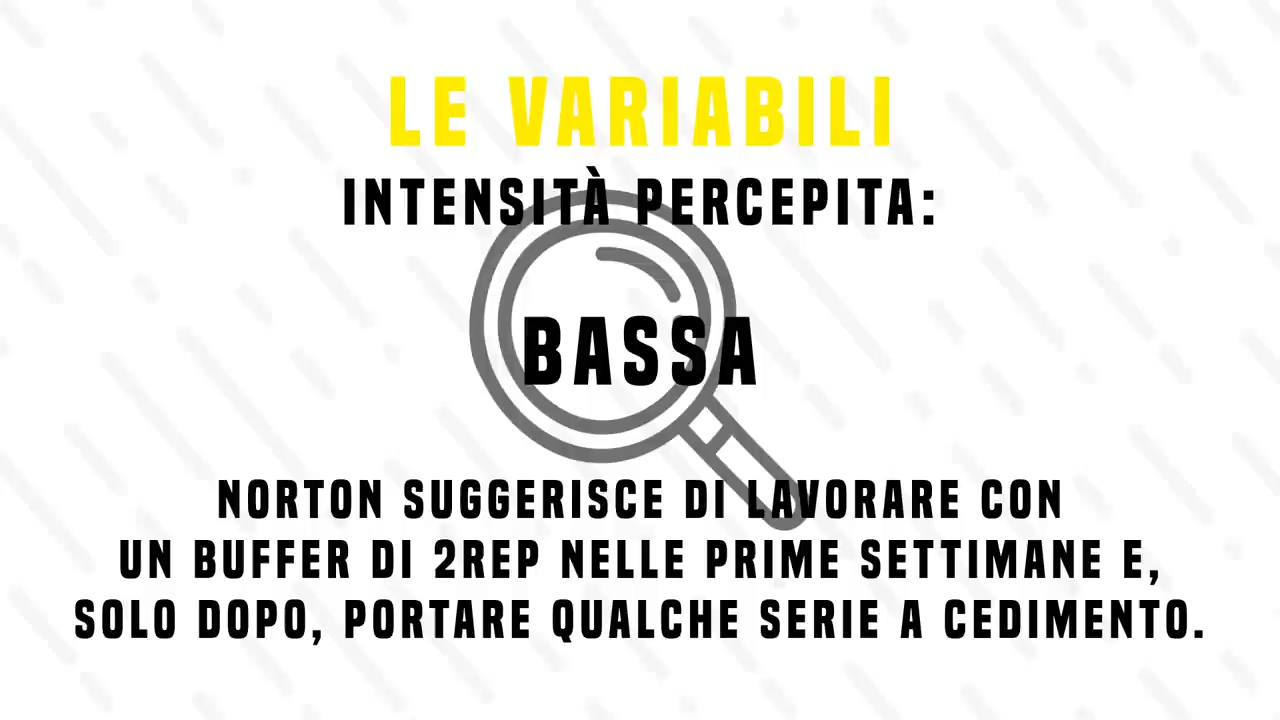 LE VARIABILI
INTENSITÀ PERCEPITA:
BASSA
NORTON SUGGERISCE DI LAVORARE CON
UN BUFFER DI 2REP NELLE PRIME SETTIMANE E,
SOLO DOPO, PORTARE QUALCHE SERIE A CEDIMENTO.